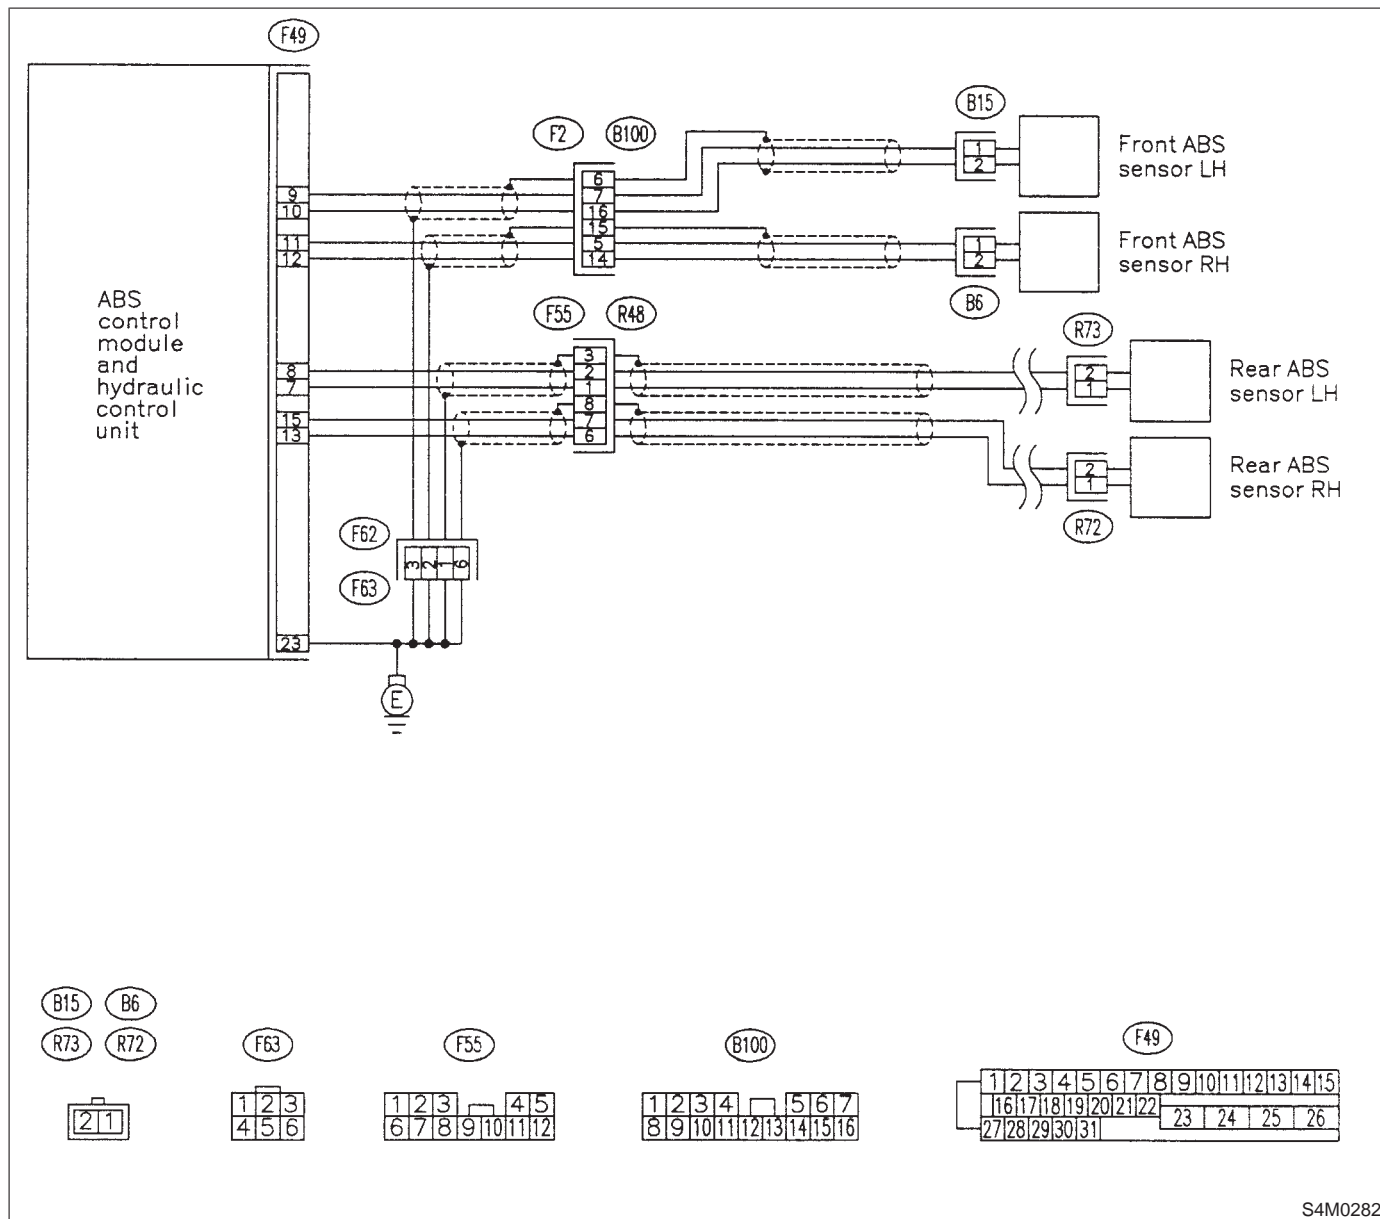 F49
B15
F2
B100
1
2
Front ABS
sensor LH
6
7
16
15
5
14
9
10
11
12
1
2
Front ABS
sensor RH
B6
ABS
control
module
and
hydraulic
control
unit
F55
R48
R73
8
7
15
13
3
2
1
8
7
6
2
1
Rear ABS
sensor LH
2
1
Rear ABS
sensor RH
R72
F62
3 2 1 6
F63
23
E
B15 B6
R73 R72
2 1
F63
1 2 3
4 5 6
F55
1 2 3 4 5
6 7 8 9 10 11 12
B100
1 2 3 4 5 6 7
8 9 10 11 12 13 14 15 16
F49
1 2 3 4 5 6 7 8 9 10 11 12 13 14 15
16 17 18 19 20 21 22 23 24 25 26
27 28 29 30 31
S4M0282